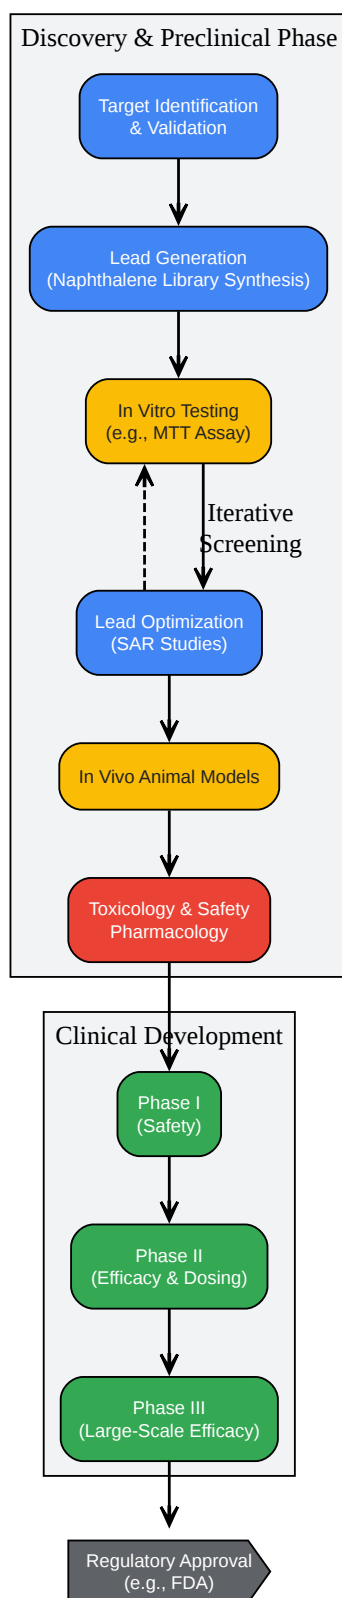 Discovery & Preclinical Phase
Target Identification
& Validation
Lead Generation
(Naphthalene Library Synthesis)
In Vitro Testing
(e.g., MTT Assay)
Iterative
Screening
Lead Optimization
(SAR Studies)
In Vivo Animal Models
Toxicology & Safety
Pharmacology
Clinical Development
Phase I
(Safety)
Phase II
(Efficacy & Dosing)
Phase III
(Large-Scale Efficacy)
Regulatory Approval
(e.g., FDA)